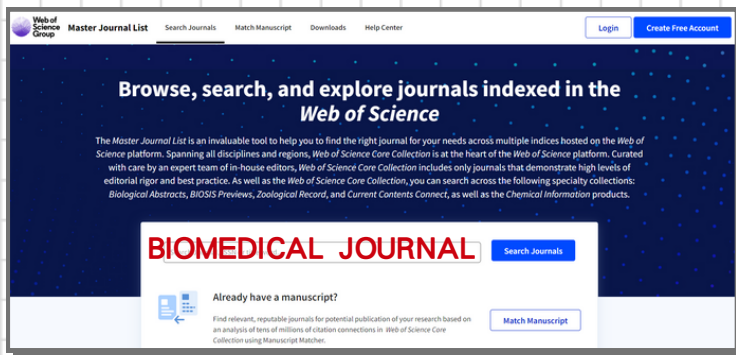 Web of
Science
Group
Master Journal List
Search Journals
Match Manuscript
Downloads
Help Center
Login
Create Free Account
Browse, search, and explore journals indexed in the
Web of Science
The Master Journal List is an invaluable tool to help you to find the right journal for your needs across multiple indices hosted on the Web of
Science platform. Spanning all disciplines and regions, Web of Science Core Collection is at the heart of the Web of Science platform. Curated
with care by an expert team of in-house editors, Web of Science Core Collection includes only journals that demonstrate high levels of
editorial rigor and best practice. As well as the Web of Science Core Collection, you can search across the following specialty collections:
Biological Abstracts, BIOSIS Previews, Zoological Record, and Current Contents Connect, as well as the Chemical Information products.
BIOMEDICAL JOURNAL
Search Journals
Already have a manuscript?
Find relevant, reputable journals for potential publication of your research based on
an analysis of tens of millions of citation connections in Web of Science Core
Collection using Manuscript Matcher.
Match Manuscript